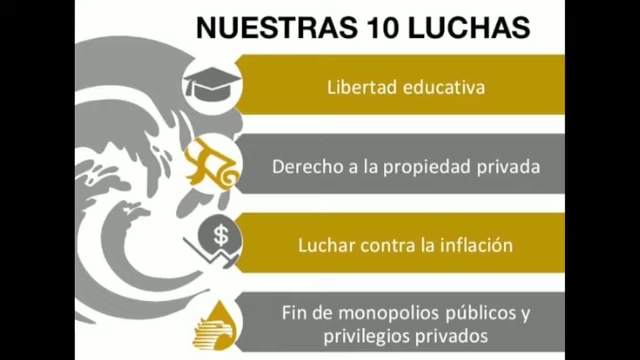 NUESTRAS 10 LUCHAS
Libertad educativa
Derecho a la propiedad privada
$
Luchar contra la inflación
Fin de monopolios públicos y
privilegios privados